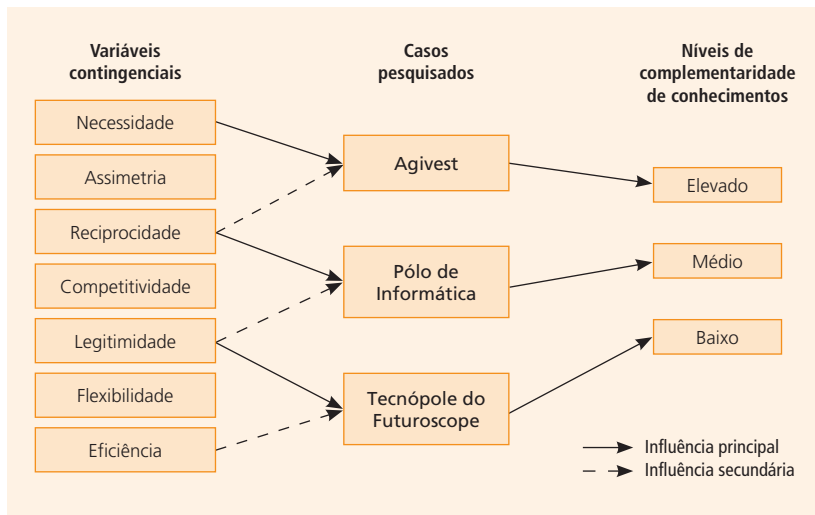 Variáveis
contingenciais
Necessidade
Assimetria
Reciprocidade
Competitividade
Legitimidade
Flexibilidade
Eficiência
Casos
pesquisados
Agivest
Pólo de
Informática
Tecnópole do
Futuroscope
Níveis de
complementaridade
de conhecimentos
Elevado
Médio
Baixo
Influência principal
Influência secundária